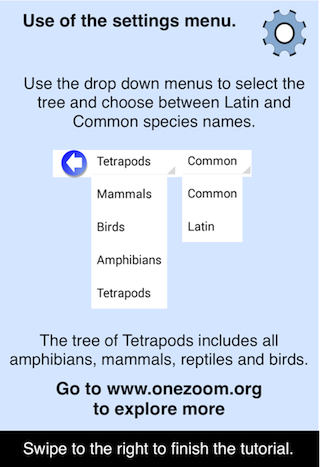 Use of the settings menu.
Use the drop down menus to select the
tree and choose between Latin and
Common species names.
Tetrapods Common
Mammals Common
Birds Latin
Amphibians
Tetrapods
The tree of Tetrapods includes all
amphibians, mammals, reptiles and birds.
Go to www.onezoom.org
to explore more
Swipe to the right to finish the tutorial.